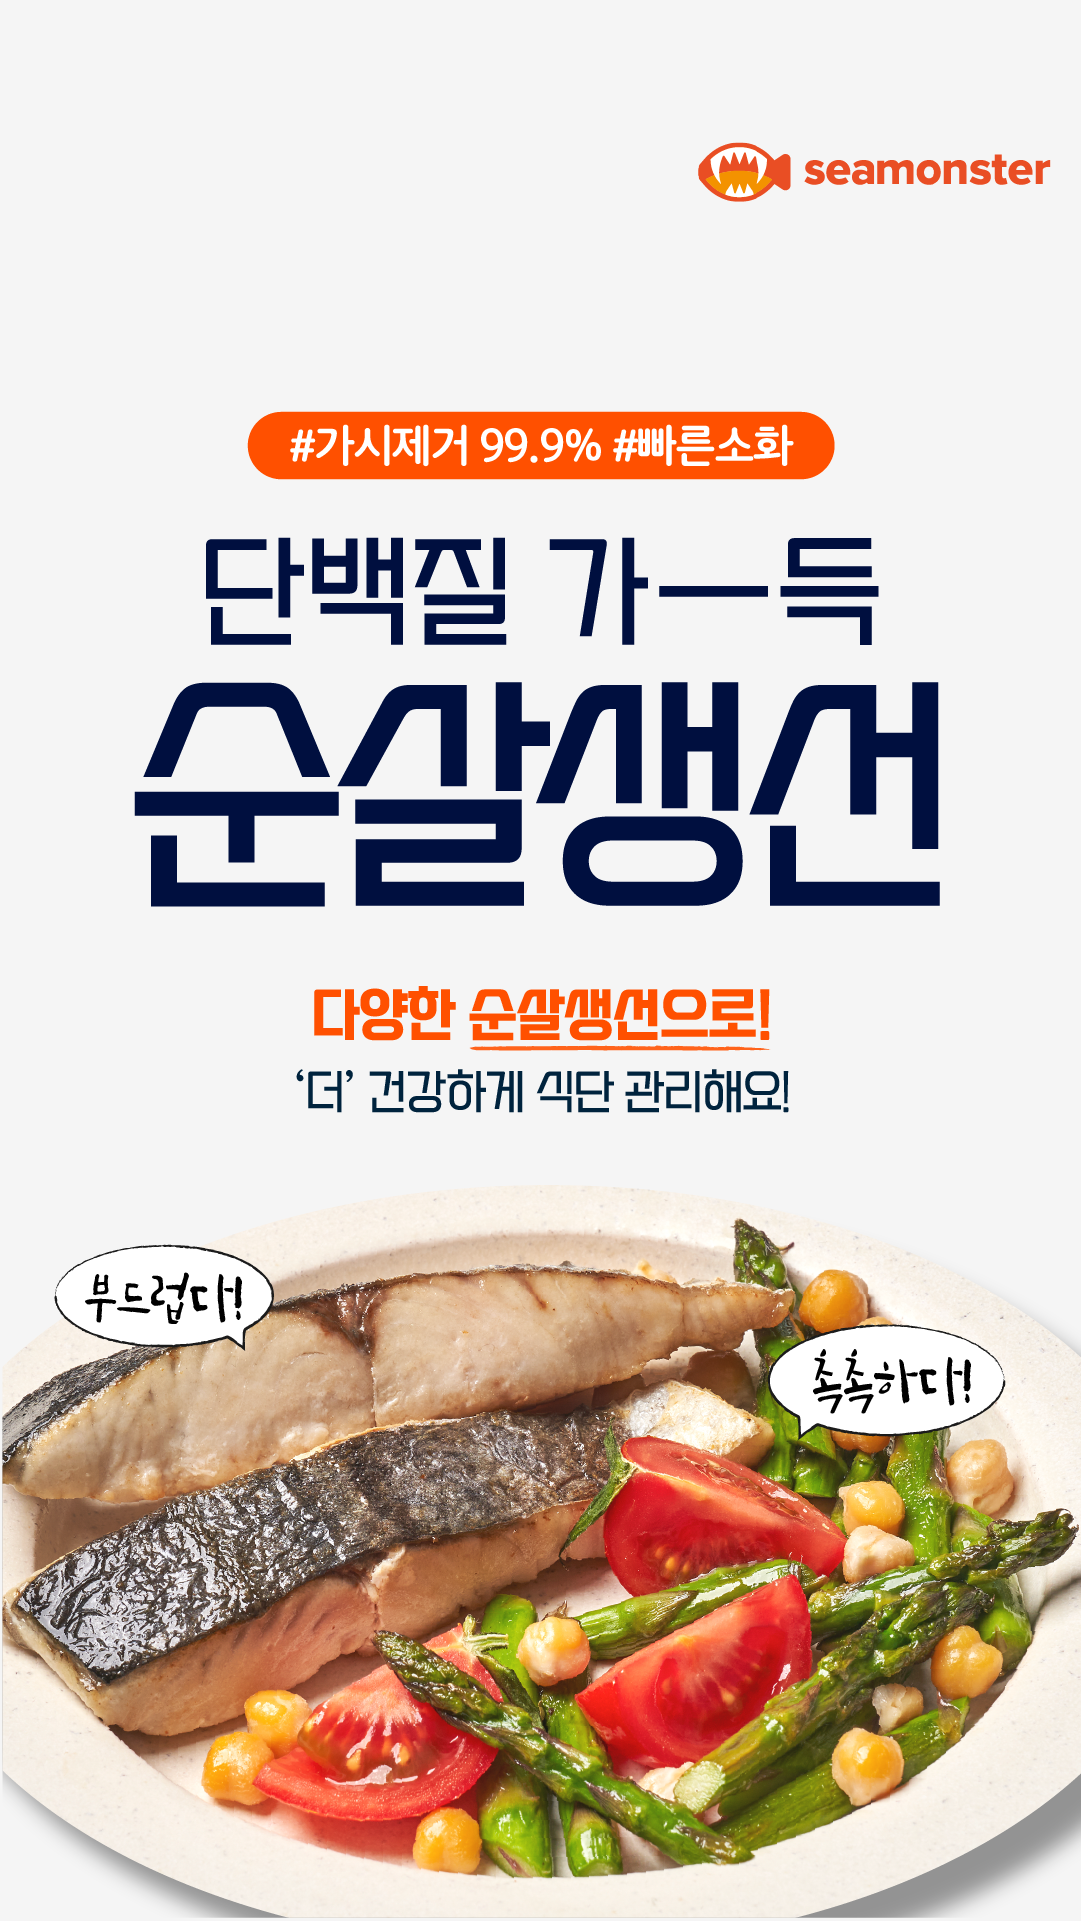 seamonster
#가시제거 99.9% #빠른소화
단백질 가—득
순살생선
다양한 순살생선으로!
‘더’ 건강하게 식단 관리해요!
부드럽다!
촉촉하다!